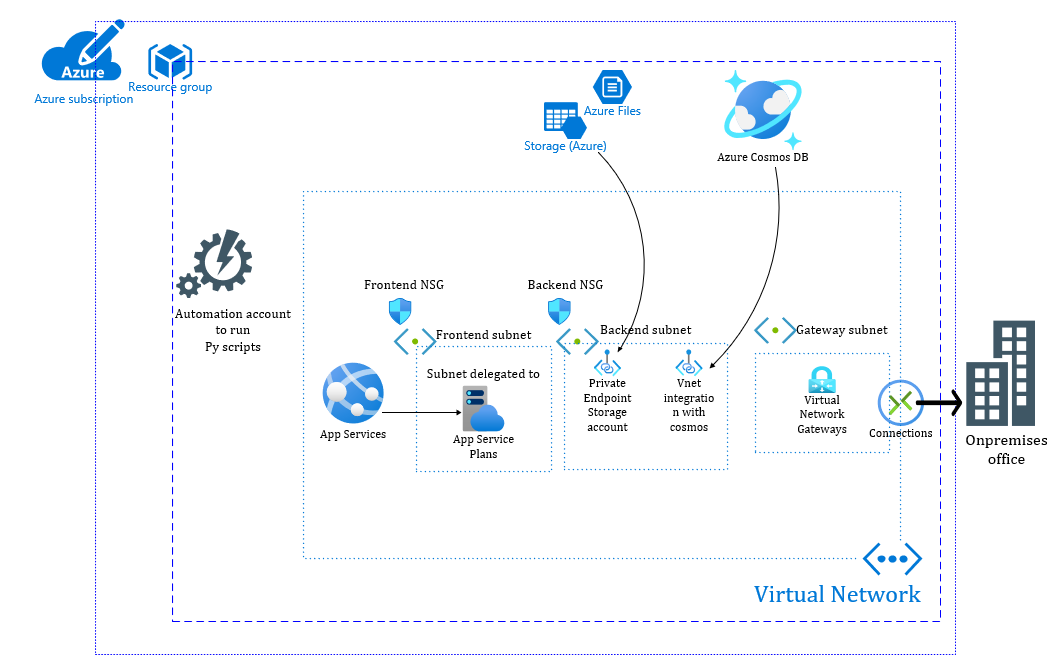 Azure
Azure subscription
Resource group
Azure Files
Storage (Azure)
Azure Cosmos DB
Automation account
to run
Py scripts
Frontend NSG
Backend NSG
Frontend subnet
Backend subnet
Gateway subnet
App Services
Subnet delegated to
App Service
Plans
Private
Endpoint
Storage
account
Vnet
integratio
n with
cosmos
Virtual
Network
Gateways
Connections
Onpremises
office
Virtual Network